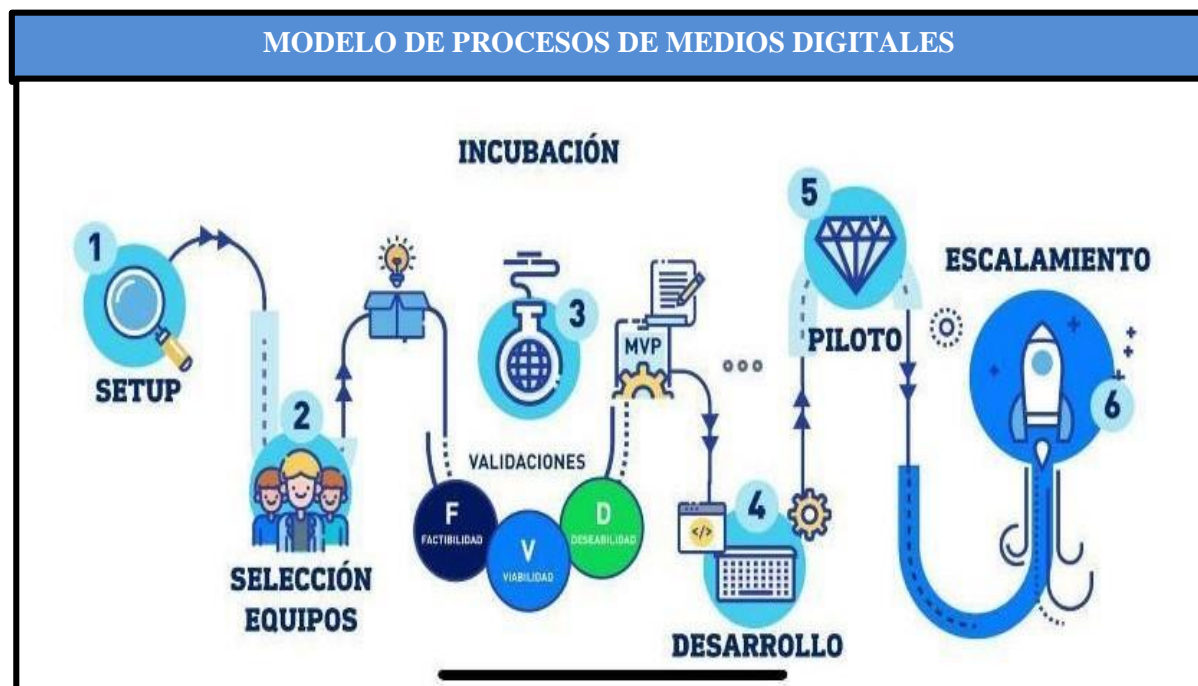 MODELO DE PROCESOS DE MEDIOS DIGITALES
INCUBACIÓN
1
SETUP
2
SELECCIÓN
EQUIPOS
3
VALIDACIONES
F
FACTIBILIDAD
V
VIABILIDAD
D
DESEABILIDAD
MVP
</>
4
DESARROLLO
5
PILOTO
ESCALAMIENTO
6